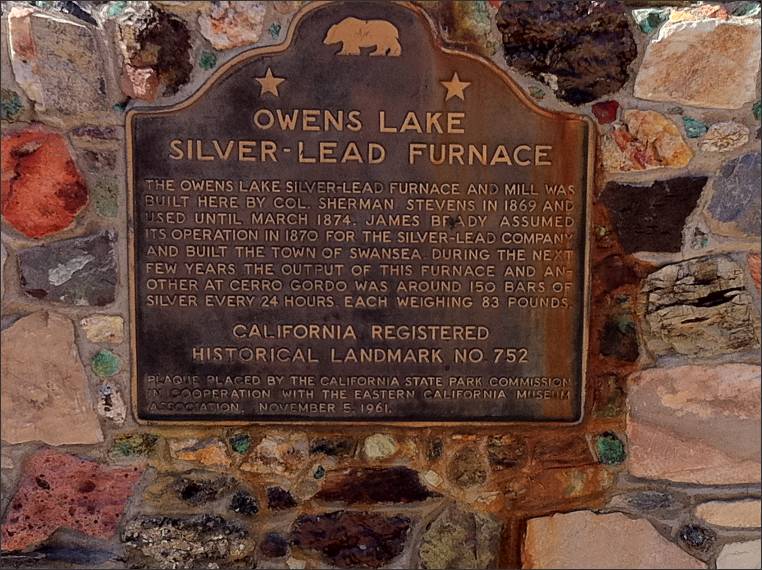 OWENS LAKE
SILVER-LEAD FURNACE
THE OWENS LAKE SILVER-LEAD FURNACE AND MILL WAS
BUILT HERE BY COL. SHERMAN STEVENS IN 1869 AND
USED UNTIL MARCH 1874. JAMES BRADY ASSUMED
ITS OPERATION IN 1870 FOR THE SILVER-LEAD COMPANY
AND BUILT THE TOWN OF SWANSEA. DURING THE NEXT
FEW YEARS THE OUTPUT OF THIS FURNACE AND AN-
OTHER AT CERRO GORDO WAS AROUND 150 BARS OF
SILVER EVERY 24 HOURS, EACH WEIGHING 83 POUNDS.
CALIFORNIA REGISTERED
HISTORICAL LANDMARK NO. 752
PLAQUE PLACED BY THE CALIFORNIA STATE PARK COMMISSION
IN COOPERATION WITH THE EASTERN CALIFORNIA MUSEUM
ASSOCIATION. NOVEMBER 5, 1961.